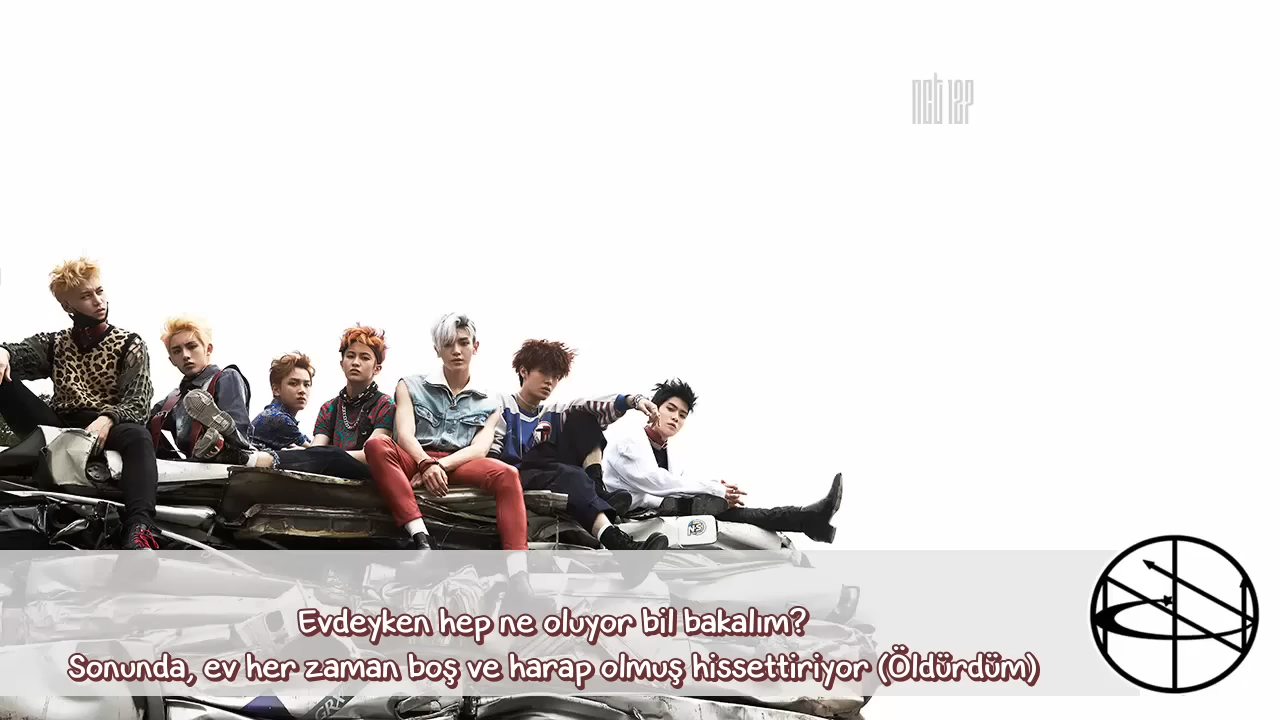 NCT 127
Evdeyken hep ne oluyor bil bakalım?
Sonunda, ev her zaman boş ve harap olmuş hissettiriyor (Öldürdüm)